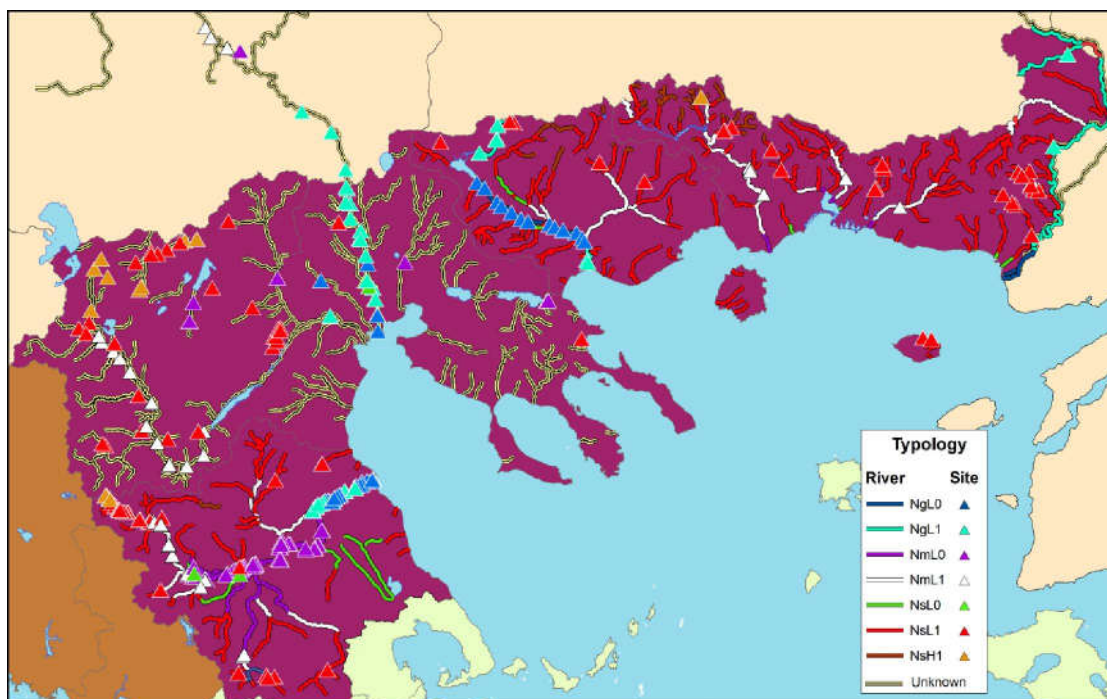 Typology
River Site
NgL0
NgL1
NmL0
NmL1
NsL0
NsL1
NsH1
Unknown